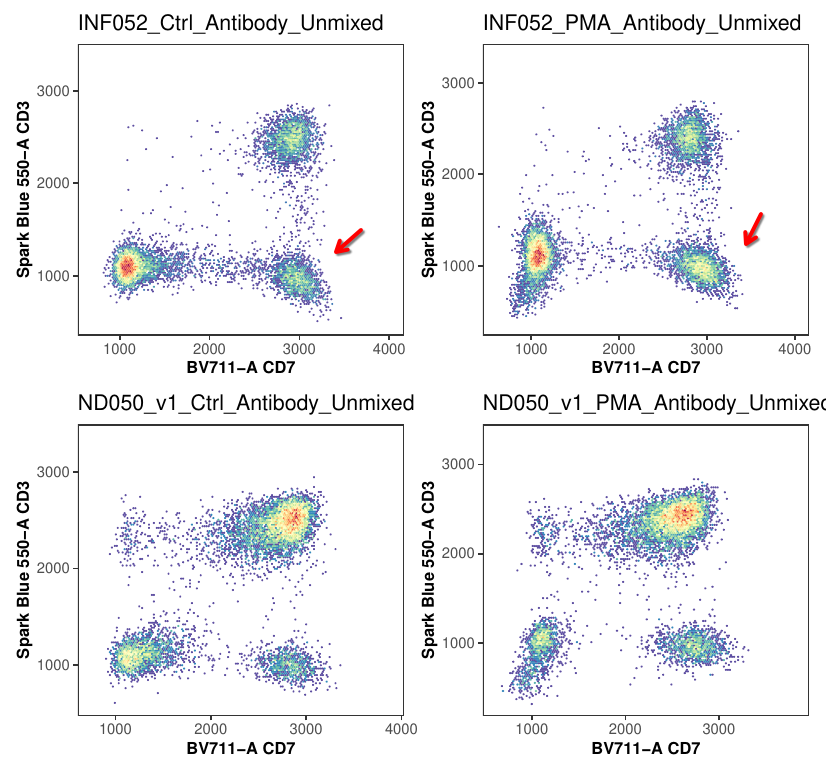 INF052_Ctrl_Antibody_Unmixed
3000
2000
1000
Spark Blue 550−A CD3
1000 2000 3000 4000
BV711−A CD7
INF052_PMA_Antibody_Unmixed
3000
2000
1000
Spark Blue 550−A CD3
1000 2000 3000 4000
BV711−A CD7
ND050_v1_Ctrl_Antibody_Unmixed
3000
2000
1000
Spark Blue 550−A CD3
1000 2000 3000 4000
BV711−A CD7
ND050_v1_PMA_Antibody_Unmixed
3000
2000
1000
Spark Blue 550−A CD3
1000 2000 3000
BV711−A CD7